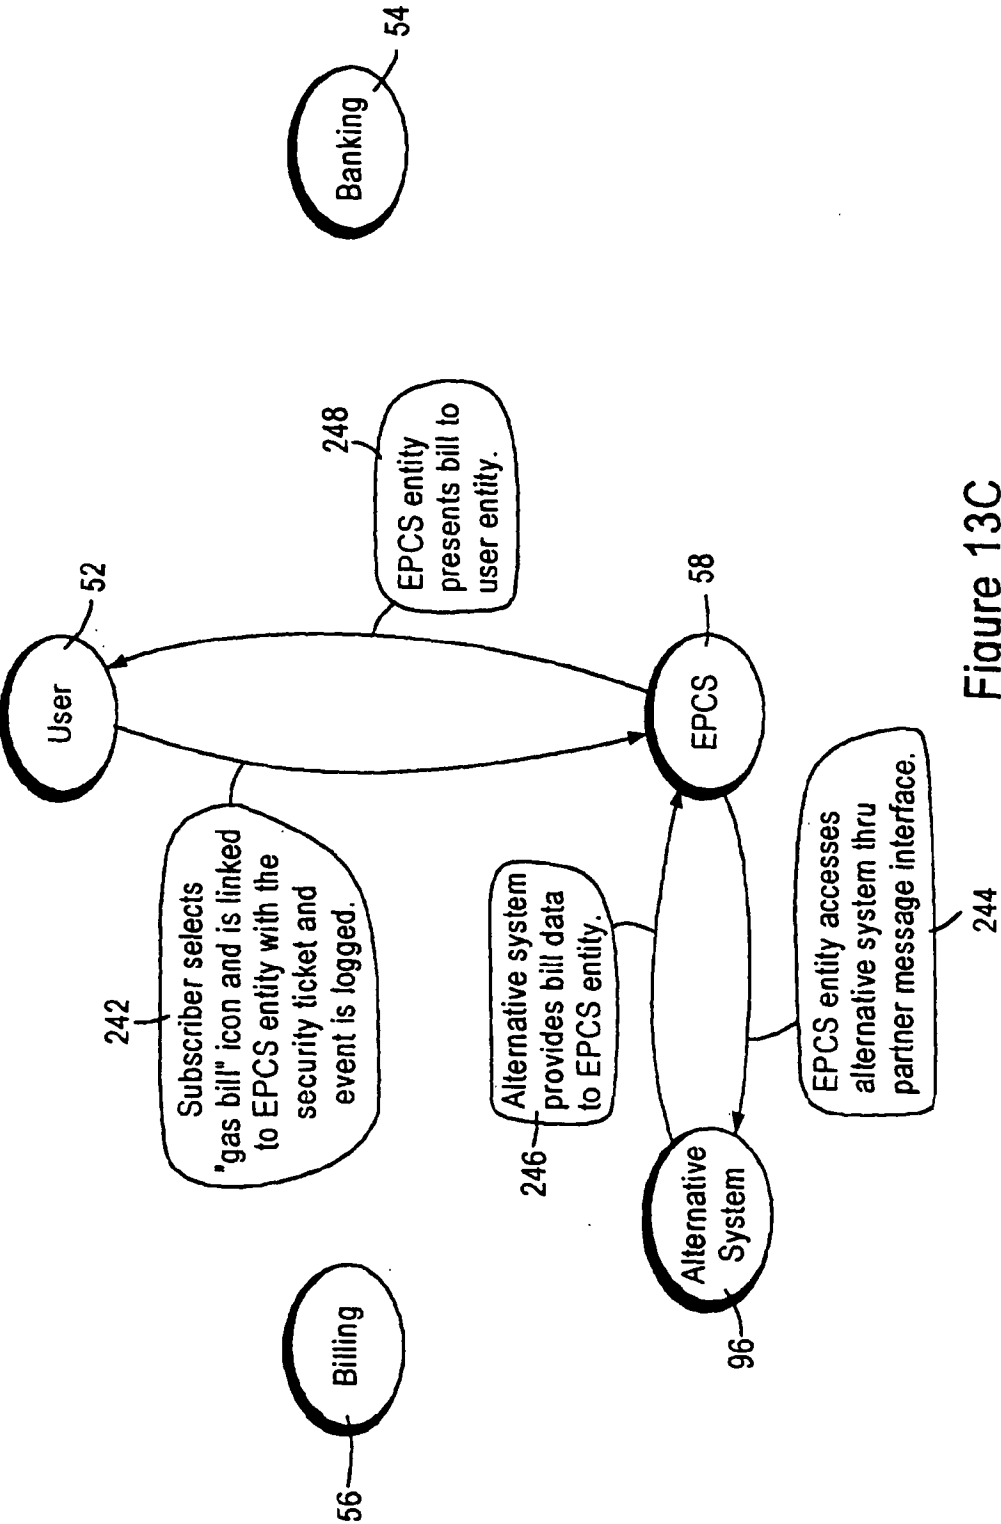 User
52
Banking
54
Billing
56
242
Subscriber selects
"gas bill" icon and is linked
to EPCS entity with the
security ticket and
event is logged.
248
EPCS entity
presents bill to
user entity.
246
Alternative system
provides bill data
to EPCS entity.
Alternative
System
96
EPCS
58
EPCS entity accesses
alternative system thru
partner message interface.
244
Figure 13C